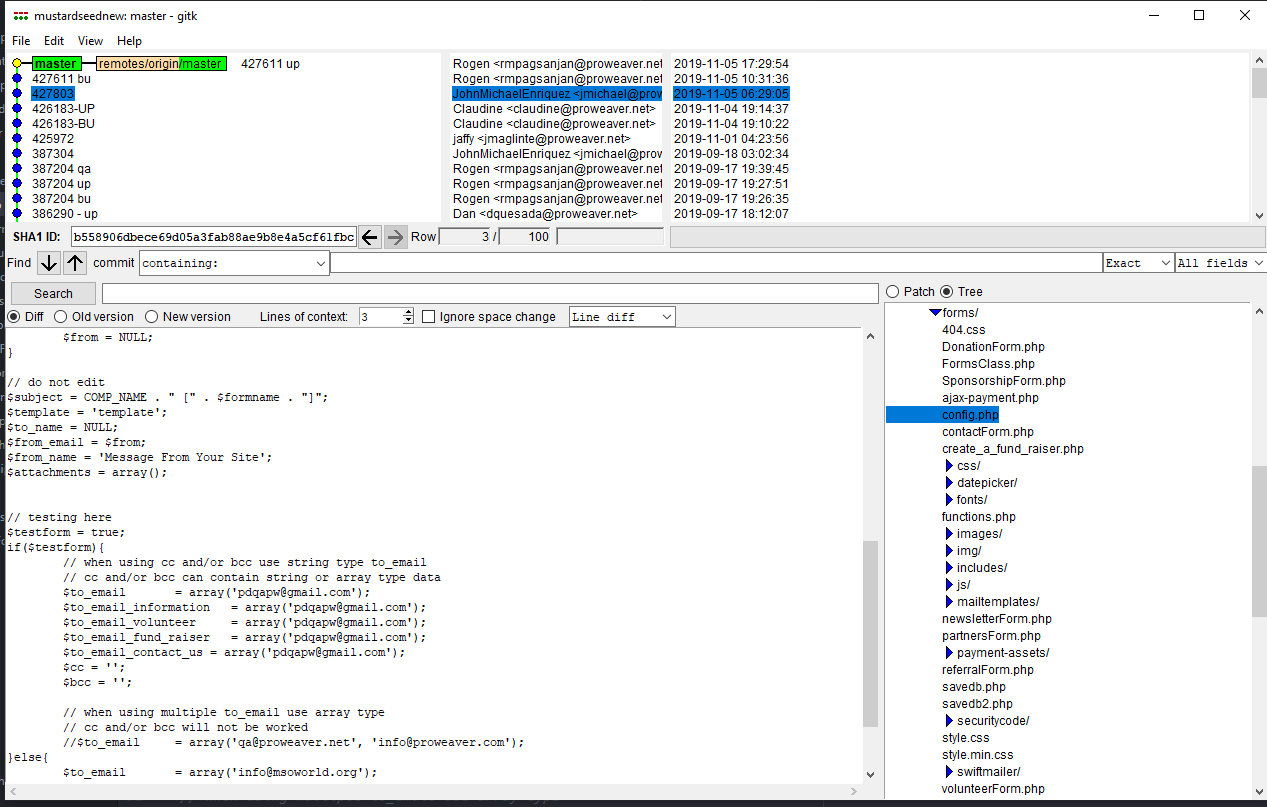 mustardseednew: master - gitk
File Edit View Help
master remotes/origin/master 427611 up Rogen <rmpagsanjan@proweaver.net 2019-11-05 17:29:54
427611 bu Rogen <rmpagsanjan@proweaver.net 2019-11-05 10:31:36
427803 JohnMichaelEnriquez <jmichael@prow 2019-11-05 06:29:05
426183-UP Claudine <claudine@proweaver.net> 2019-11-04 19:14:37
426183-BU Claudine <claudine@proweaver.net> 2019-11-04 19:10:22
425972 jaffy <jmaglinte@proweaver.net> 2019-11-01 04:23:56
387304 JohnMichaelEnriquez <jmichael@prow 2019-09-18 03:02:34
387204 qa Rogen <rmpagsanjan@proweaver.net 2019-09-17 19:39:45
387204 up Rogen <rmpagsanjan@proweaver.net 2019-09-17 19:27:51
387204 bu Rogen <rmpagsanjan@proweaver.net 2019-09-17 19:26:35
386290 - up Dan <dquesada@proweaver.net> 2019-09-17 18:12:07
SHA1 ID: b558906dbece69d05a3fab88ae9b8e4a5cf61fbc Row 3 / 100
Find commit containing: Exact All fields
Search
Diff Old version New version Lines of context: 3 Ignore space change Line diff
$from = NULL;
}
// do not edit
$subject = COMP_NAME . " [" . $formname . "]";
$template = 'template';
$to_name = NULL;
$from_email = $from;
$from_name = 'Message From Your Site';
$attachments = array();
// testing here
$testform = true;
if($testform){
// when using cc and/or bcc use string type to_email
// cc and/or bcc can contain string or array type data
$to_email = array('pdqapw@gmail.com');
$to_email_information = array('pdqapw@gmail.com');
$to_email_volunteer = array('pdqapw@gmail.com');
$to_email_fund_raiser = array('pdqapw@gmail.com');
$to_email_contact_us = array('pdqapw@gmail.com');
$cc = '';
$bcc = '';
// when using multiple to_email use array type
// cc and/or bcc will not be worked
//$to_email = array('qa@proweaver.net', 'info@proweaver.com');
}else{
$to_email = array('info@msoworld.org');
Patch Tree
forms/
404.css
DonationForm.php
FormsClass.php
SponsorshipForm.php
ajax-payment.php
config.php
contactForm.php
create_a_fund_raiser.php
css/
datepicker/
fonts/
functions.php
images/
img/
includes/
js/
mailtemplates/
newsletterForm.php
partnersForm.php
payment-assets/
referralForm.php
savedb.php
savedb2.php
securitycode/
style.css
style.min.css
swiftmailer/
volunteerForm.php